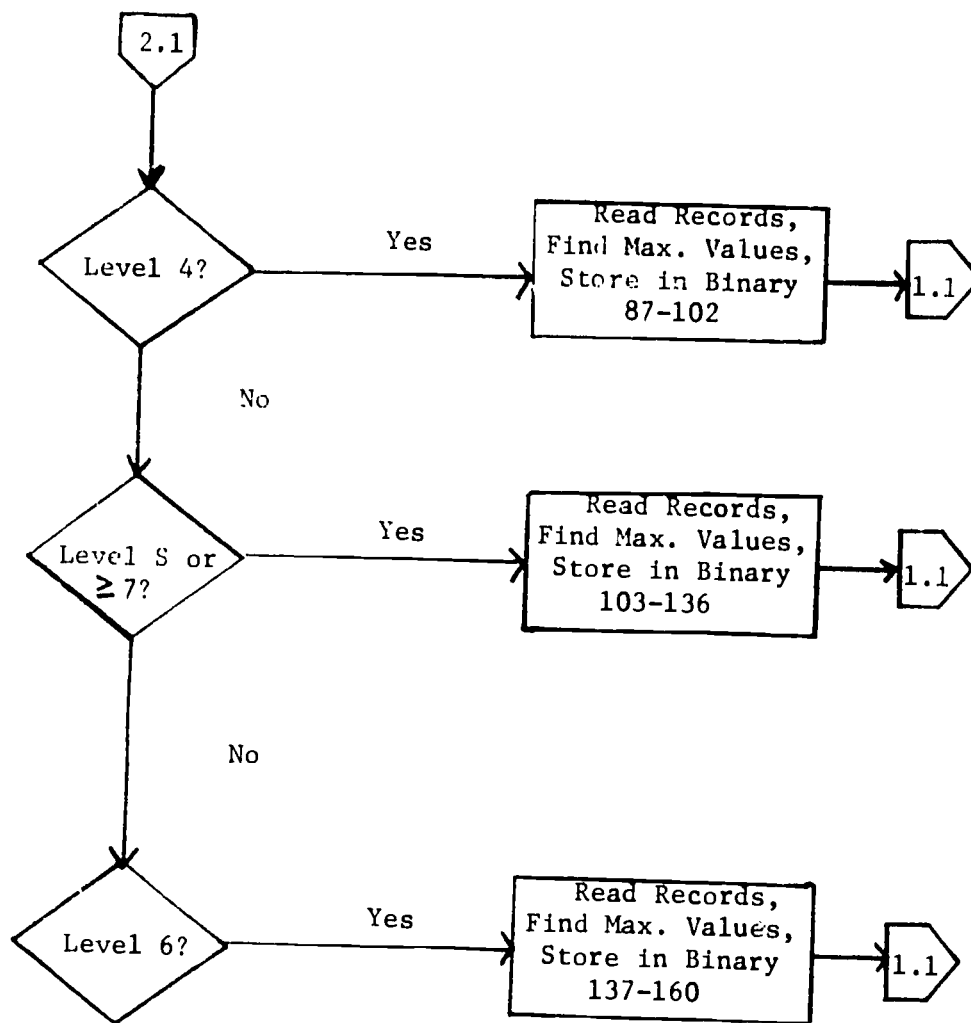 2.1
Level 4?
Yes
Read Records,
Find Max. Values,
Store in Binary
87-102
1.1
No
Level S or
≥ 7?
Yes
Read Records,
Find Max. Values,
Store in Binary
103-136
1.1
No
Level 6?
Yes
Read Records,
Find Max. Values,
Store in Binary
137-160
1.1